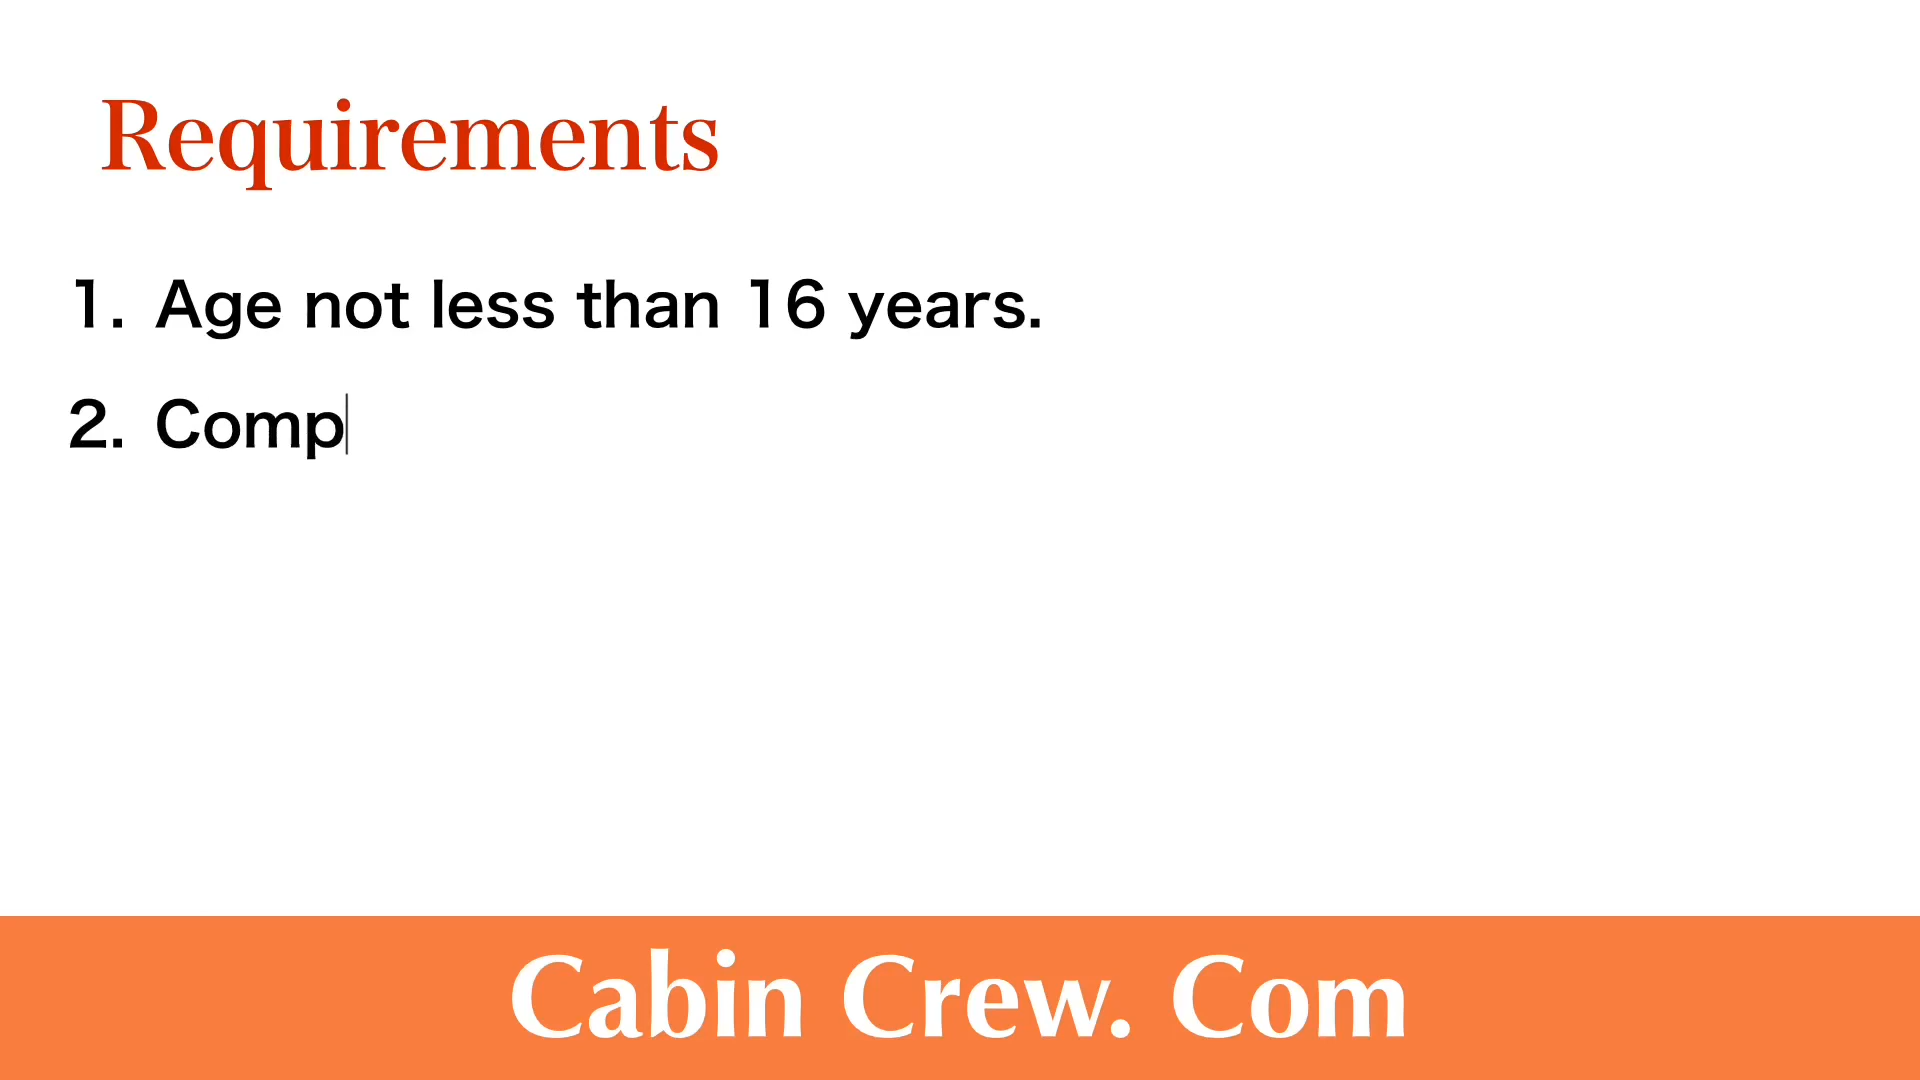 Requirements
1. Age not less than 16 years.
2. Comp
Cabin Crew. Com